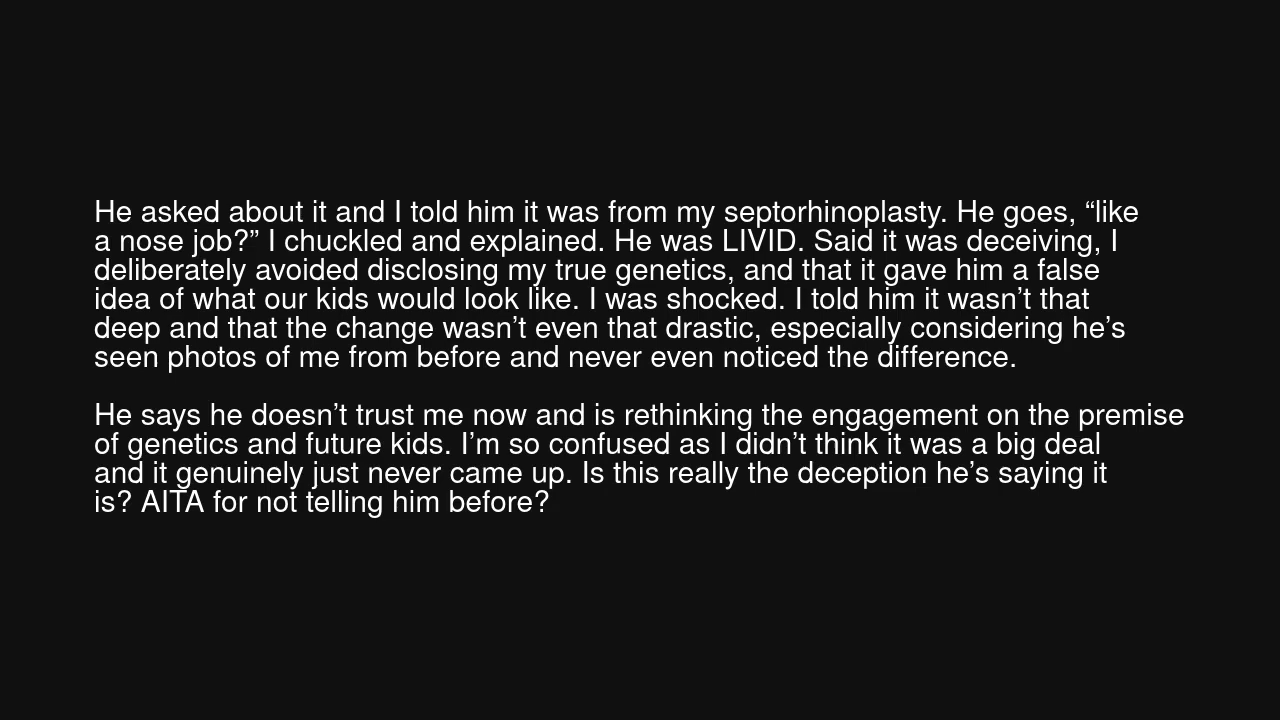 He asked about it and I told him it was from my septorhinoplasty. He goes, “like
a nose job?” I chuckled and explained. He was LIVID. Said it was deceiving, I
deliberately avoided disclosing my true genetics, and that it gave him a false
idea of what our kids would look like. I was shocked. I told him it wasn’t that
deep and that the change wasn’t even that drastic, especially considering he’s
seen photos of me from before and never even noticed the difference.
He says he doesn’t trust me now and is rethinking the engagement on the premise
of genetics and future kids. I’m so confused as I didn’t think it was a big deal
and it genuinely just never came up. Is this really the deception he’s saying it
is? AITA for not telling him before?